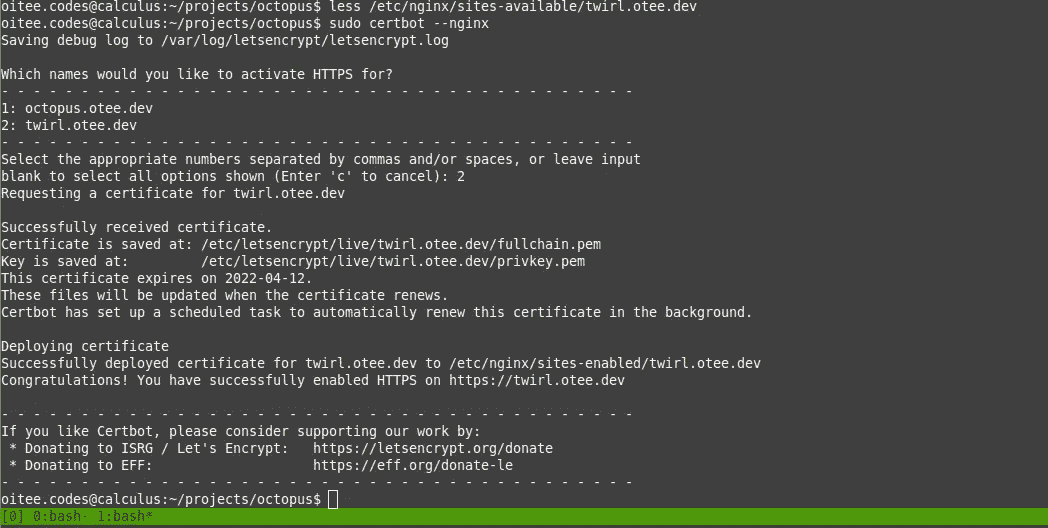 oitee.codes@calculus:~/projects/octopus$ less /etc/nginx/sites-available/twirl.otee.dev
oitee.codes@calculus:~/projects/octopus$ sudo certbot --nginx
Saving debug log to /var/log/letsencrypt/letsencrypt.log

Which names would you like to activate HTTPS for?
- - - - - - - - - - - - - - - - - - - - - - - - - - - - - - - - - - - - - - - -
1: octopus.otee.dev
2: twirl.otee.dev
- - - - - - - - - - - - - - - - - - - - - - - - - - - - - - - - - - - - - - - -
Select the appropriate numbers separated by commas and/or spaces, or leave input
blank to select all options shown (Enter 'c' to cancel): 2
Requesting a certificate for twirl.otee.dev

Successfully received certificate.
Certificate is saved at: /etc/letsencrypt/live/twirl.otee.dev/fullchain.pem
Key is saved at:         /etc/letsencrypt/live/twirl.otee.dev/privkey.pem
This certificate expires on 2022-04-12.
These files will be updated when the certificate renews.
Certbot has set up a scheduled task to automatically renew this certificate in the background.

Deploying certificate
Successfully deployed certificate for twirl.otee.dev to /etc/nginx/sites-enabled/twirl.otee.dev
Congratulations! You have successfully enabled HTTPS on https://twirl.otee.dev

- - - - - - - - - - - - - - - - - - - - - - - - - - - - - - - - - - - - - - - -
If you like Certbot, please consider supporting our work by:
 * Donating to ISRG / Let's Encrypt:   https://letsencrypt.org/donate
 * Donating to EFF:                    https://eff.org/donate-le
- - - - - - - - - - - - - - - - - - - - - - - - - - - - - - - - - - - - - - - -
oitee.codes@calculus:~/projects/octopus$
[0] 0:bash- 1:bash*